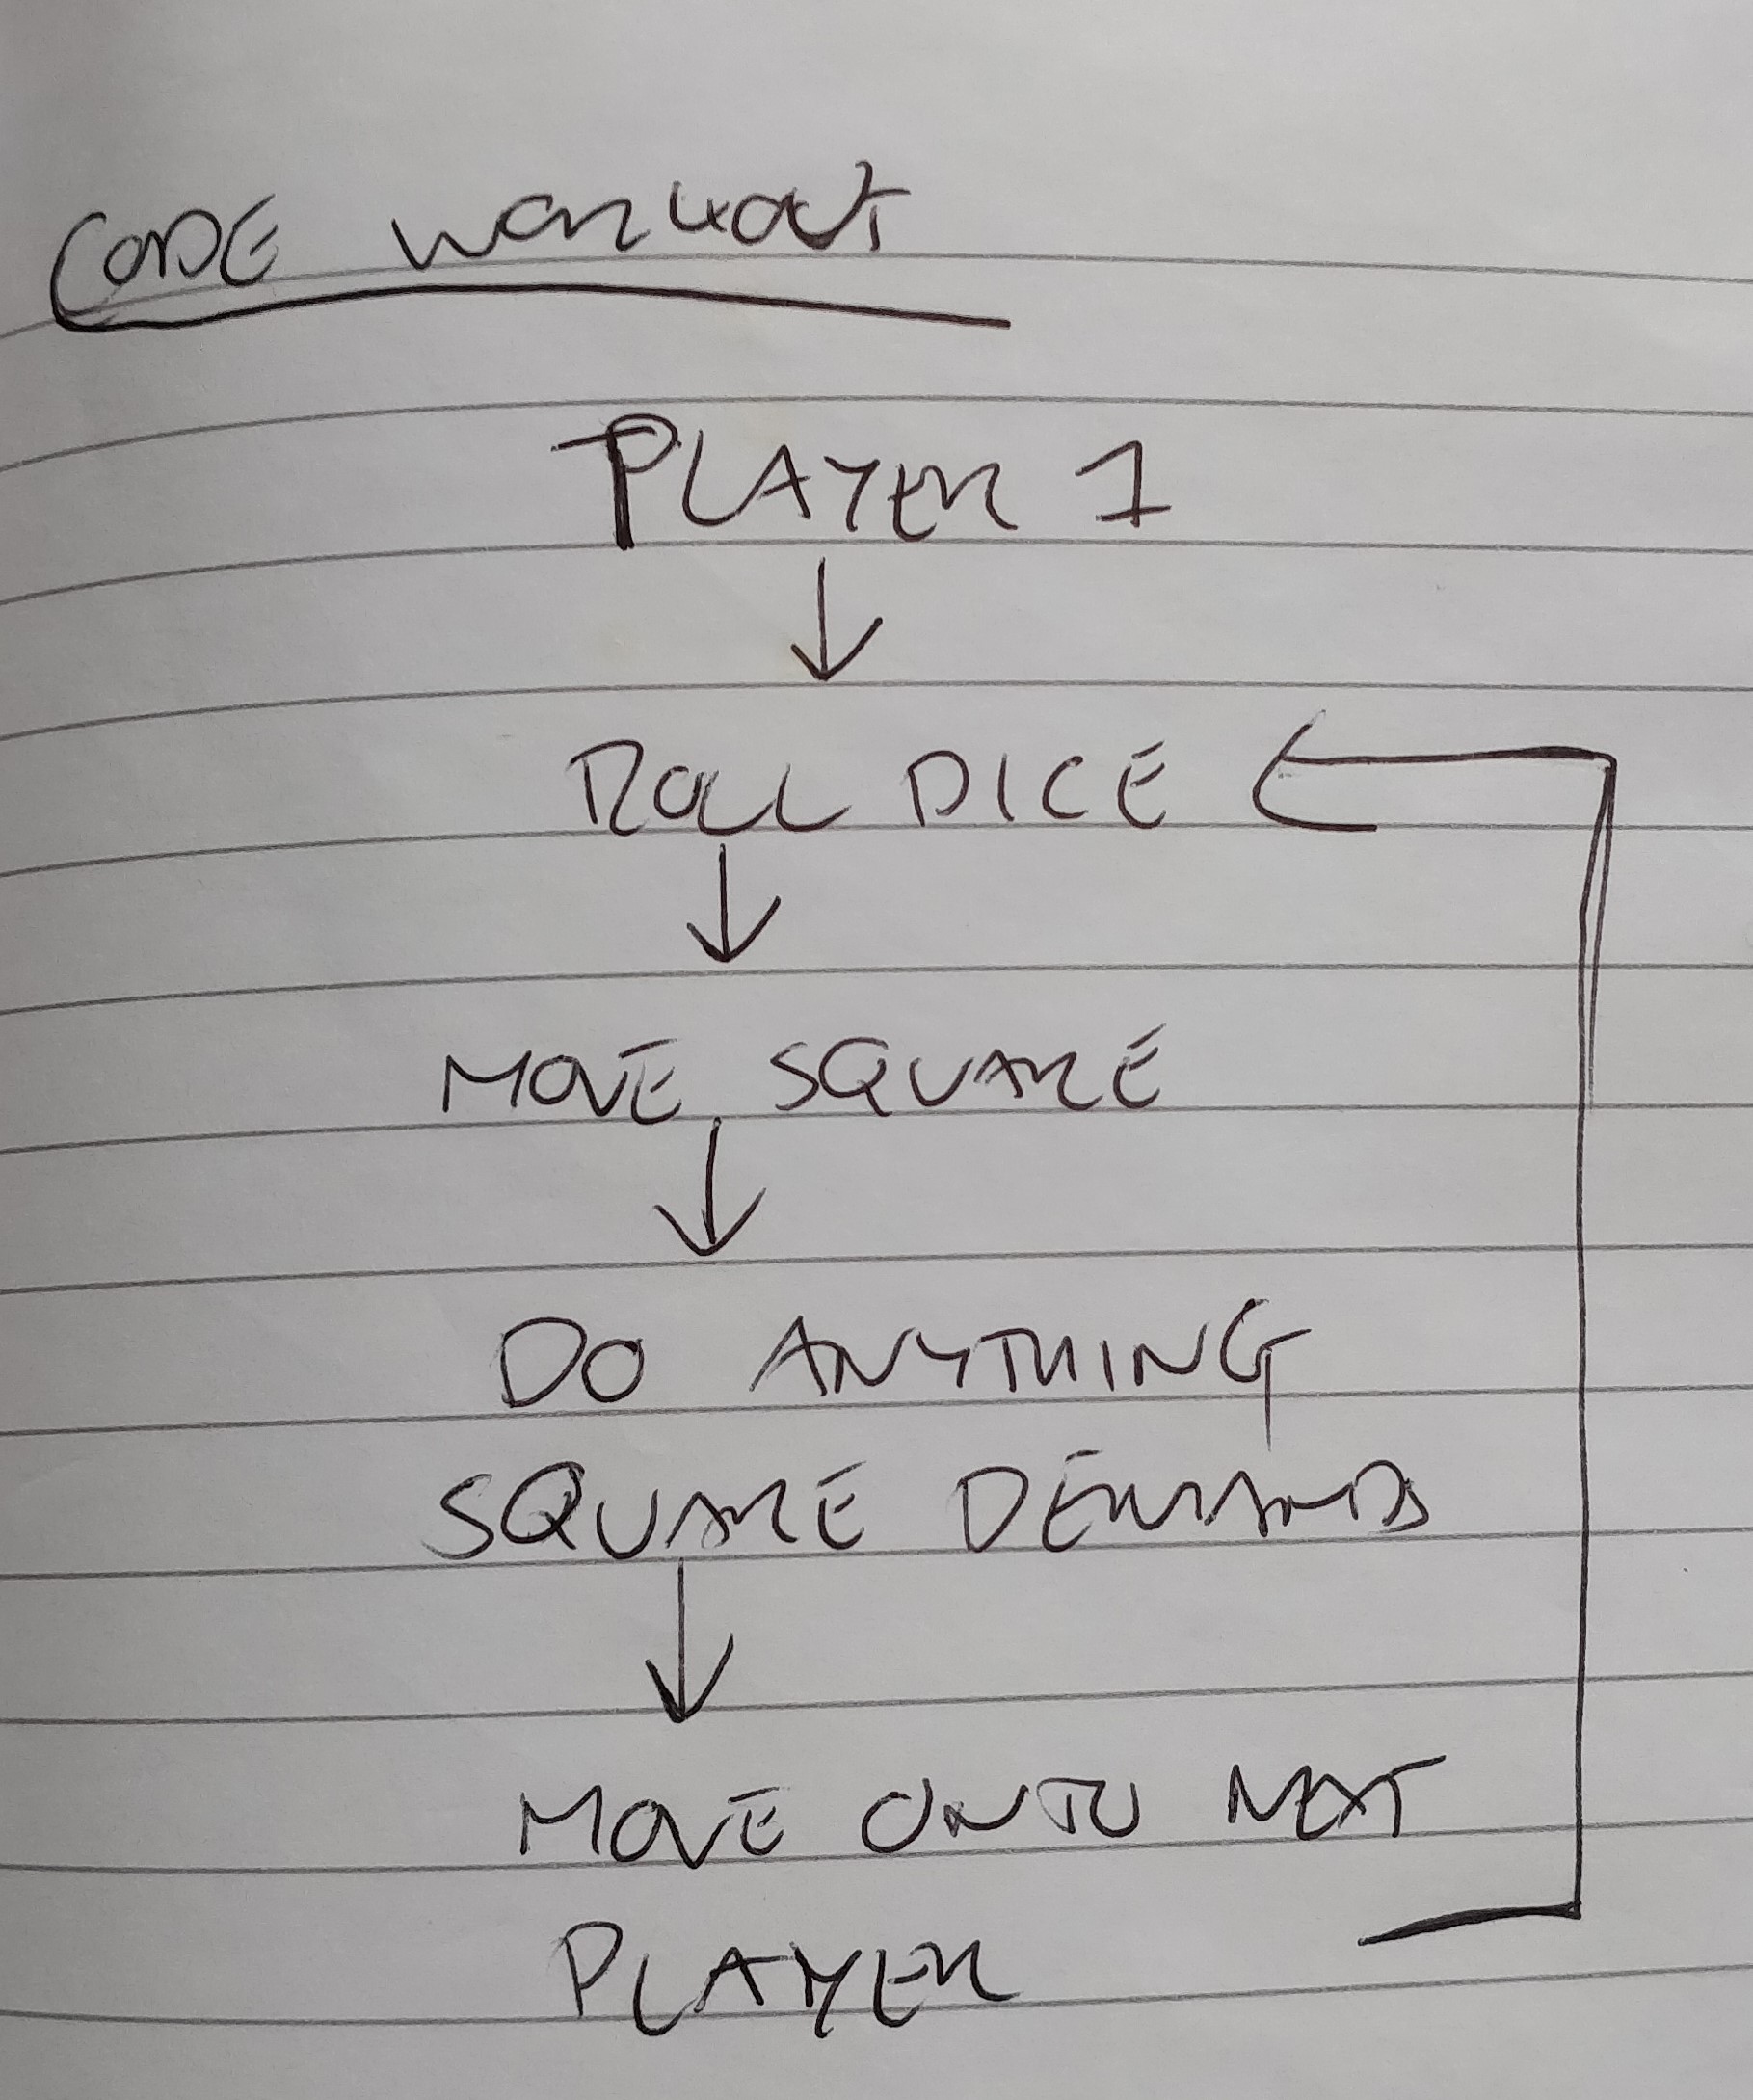 CODE WORKOUT
PLAYER 1
ROLL DICE
MOVE SQUARE
DO ANYTHING
SQUARE DEMANDS
MOVE ONTO NEXT
PLAYER